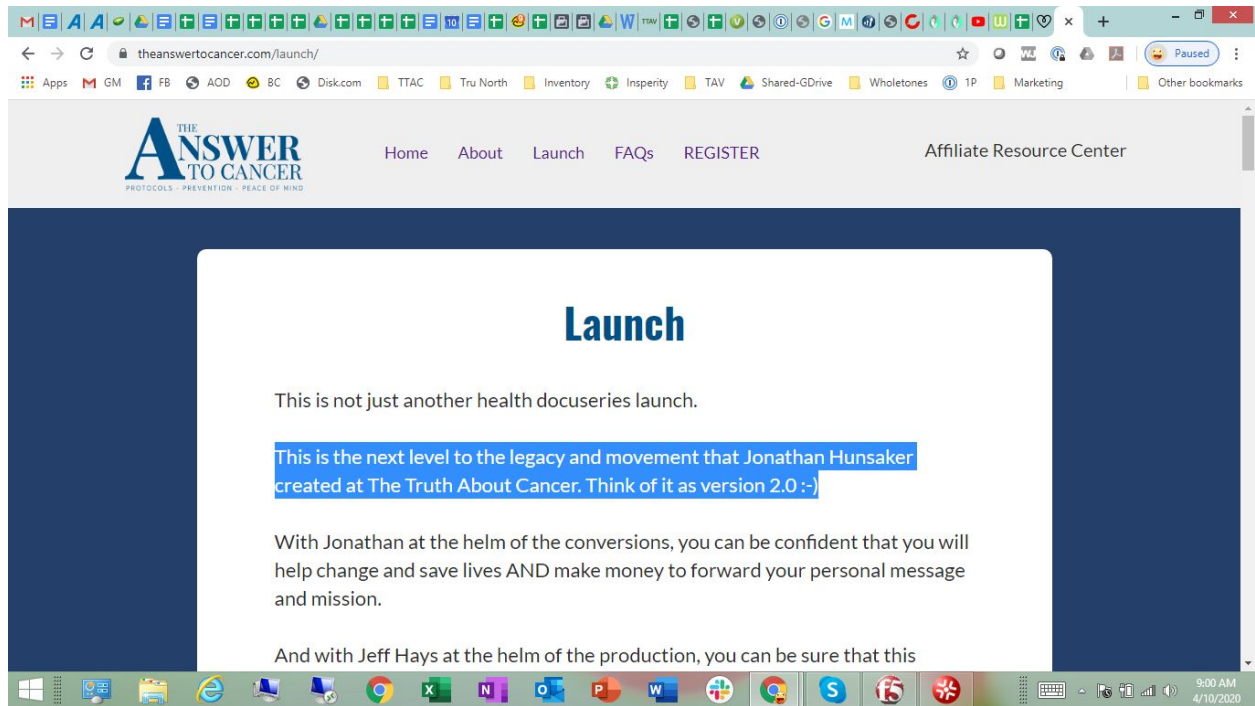 theanswertocancer.com/launch/
Paused
Apps GM FB AOD BC Disk.com TTAC Tru North Inventory Insperity TAV Shared-GDrive Wholetones 1P Marketing Other bookmarks
THE
ANSWER
TO CANCER
PROTOCOLS - PREVENTION - PEACE OF MIND
Home About Launch FAQs REGISTER Affiliate Resource Center
Launch
This is not just another health docuseries launch.
This is the next level to the legacy and movement that Jonathan Hunsaker
created at The Truth About Cancer. Think of it as version 2.0 :-)
With Jonathan at the helm of the conversions, you can be confident that you will
help change and save lives AND make money to forward your personal message
and mission.
And with Jeff Hays at the helm of the production, you can be sure that this
9:00 AM
4/10/2020